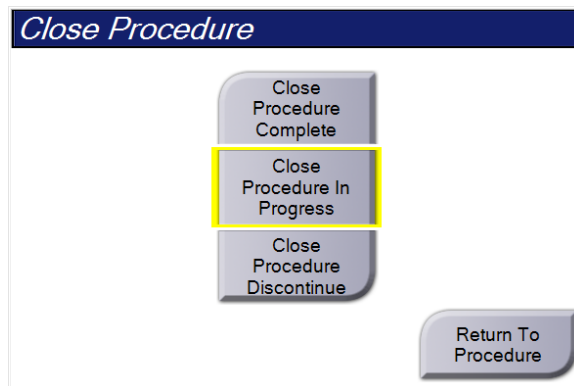 Close Procedure
Close
Procedure
Complete
Close
Procedure In
Progress
Close
Procedure
Discontinue
Return To
Procedure